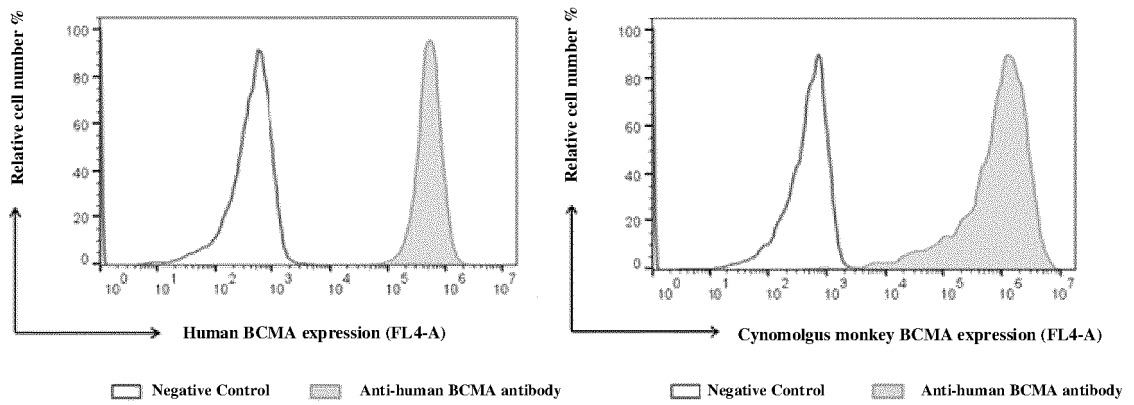 Relative cell number %
100
80
60
40
20
0
10^0 10^1 10^2 10^3 10^4 10^5 10^6 10^7
Human BCMA expression (FL4-A)
Negative Control Anti-human BCMA antibody
Relative cell number %
100
80
60
40
20
0
10^0 10^1 10^2 10^3 10^4 10^5 10^6 10^7
Cynomolgus monkey BCMA expression (FL4-A)
Negative Control Anti-human BCMA antibody